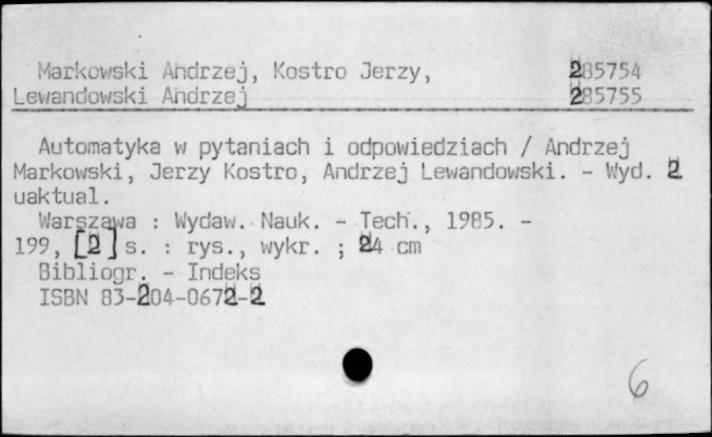 Markowski Andrzej, Kostro Jerzy, 285754
Lewandowski Andrzej 285755
Automatyka w pytaniach i odpowiedziach / Andrzej
Markowski, Jerzy Kostro, Andrzej Lewandowski. - Wyd. 2
uaktual.
Warszawa : Wydaw. Nauk. - Tech., 1985. -
199, [2] s. : rys., wykr. ; 24 cm
Bibliogr. - Indeks
ISBN 83-204-0672-2
6